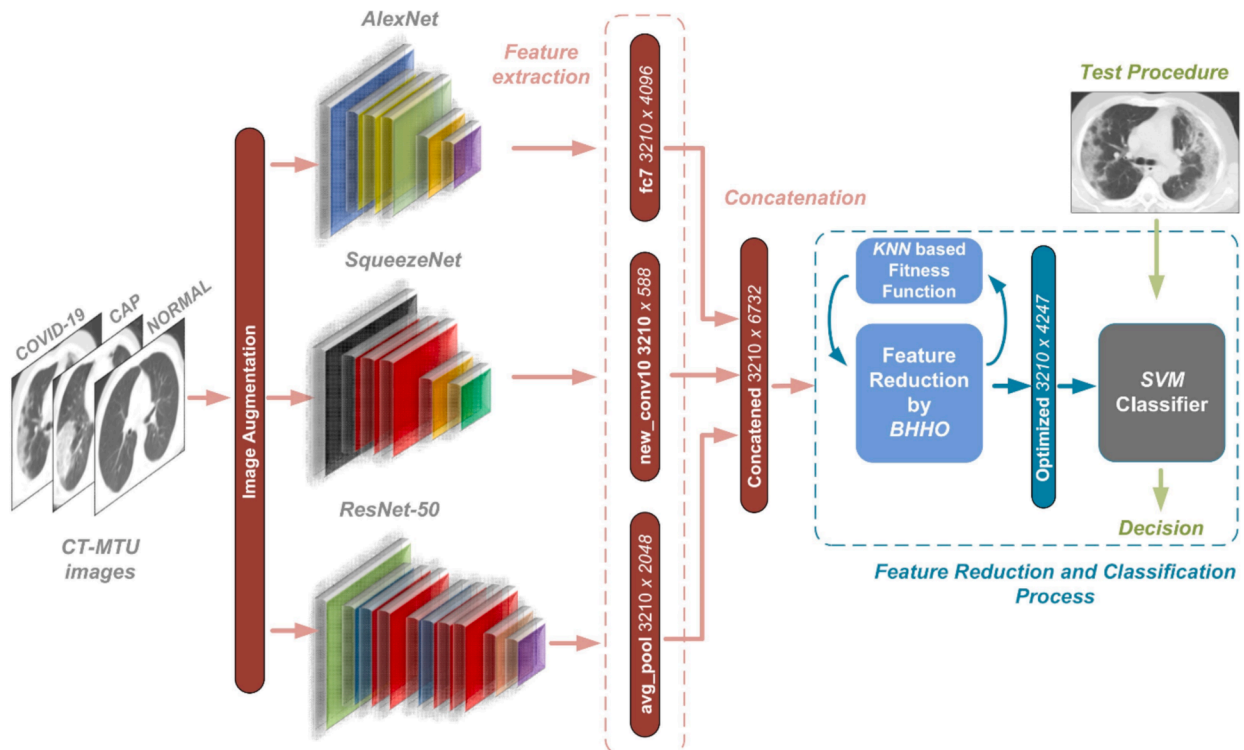 AlexNet
Feature
extraction
fc7 3210 x 4096
Test Procedure
COVID-19
CAP
NORMAL
CT-MTU
images
Image Augmentation
SqueezeNet
new_conv10 3210 x 588
Concatenation
Concatened 3210 x 6732
KNN based
Fitness
Function
Feature
Reduction
by
BHHO
Optimized 3210 x 4247
SVM
Classifier
Decision
ResNet-50
avg_pool 3210 x 2048
Feature Reduction and Classification
Process